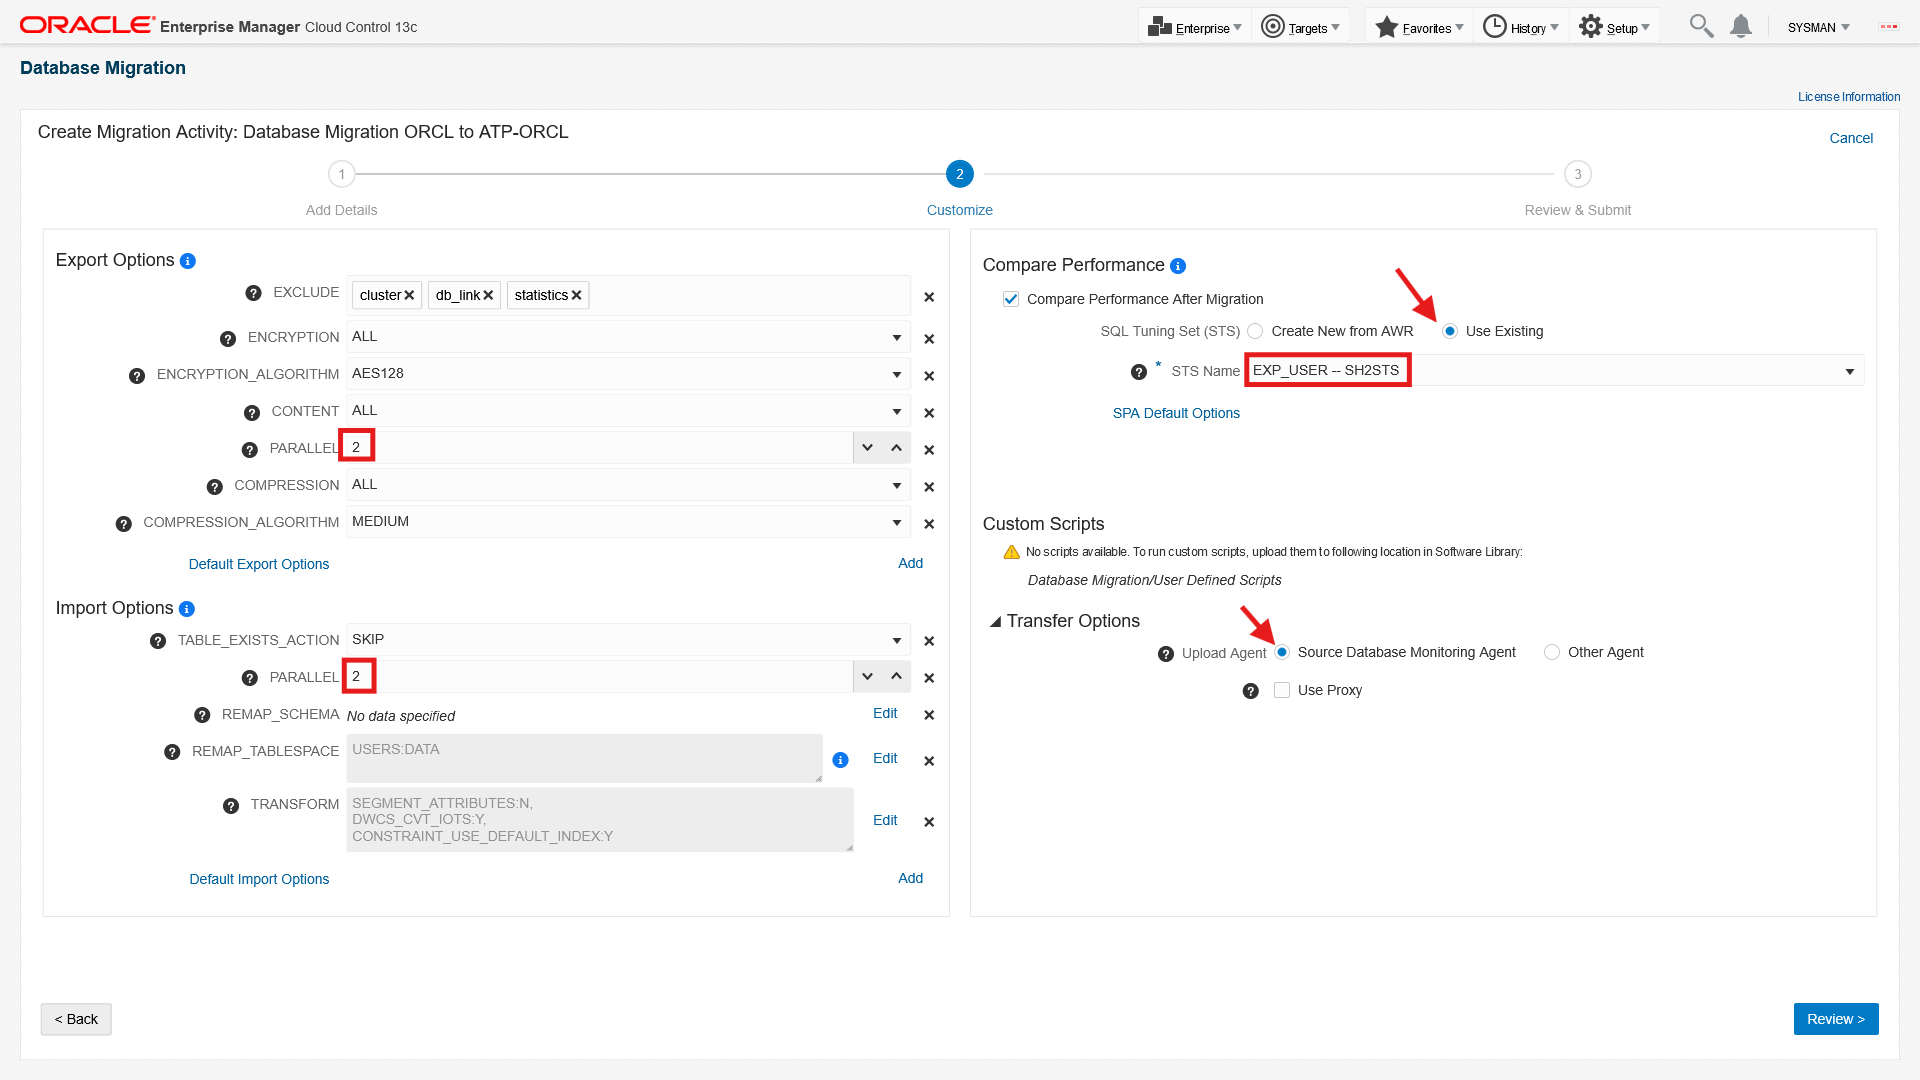 ORACLE Enterprise Manager Cloud Control 13c
Enterprise Targets Favorites History Setup SYSMAN
Database Migration
License Information
Create Migration Activity: Database Migration ORCL to ATP-ORCL
Cancel
1 2 3
Add Details Customize Review & Submit
Export Options
EXCLUDE cluster db_link statistics
ENCRYPTION ALL
ENCRYPTION_ALGORITHM AES128
CONTENT ALL
PARALLEL 2
COMPRESSION ALL
COMPRESSION_ALGORITHM MEDIUM
Default Export Options Add
Import Options
TABLE_EXISTS_ACTION SKIP
PARALLEL 2
REMAP_SCHEMA No data specified Edit
REMAP_TABLESPACE USERS:DATA Edit
TRANSFORM SEGMENT_ATTRIBUTES:N,
DWCS_CVT_IOTS:Y,
CONSTRAINT_USE_DEFAULT_INDEX:Y
Edit
Default Import Options Add
Compare Performance
Compare Performance After Migration
SQL Tuning Set (STS) Create New from AWR Use Existing
* STS Name EXP_USER -- SH2STS
SPA Default Options
Custom Scripts
No scripts available. To run custom scripts, upload them to following location in Software Library:
Database Migration/User Defined Scripts
Transfer Options
Upload Agent Source Database Monitoring Agent Other Agent
Use Proxy
< Back Review >